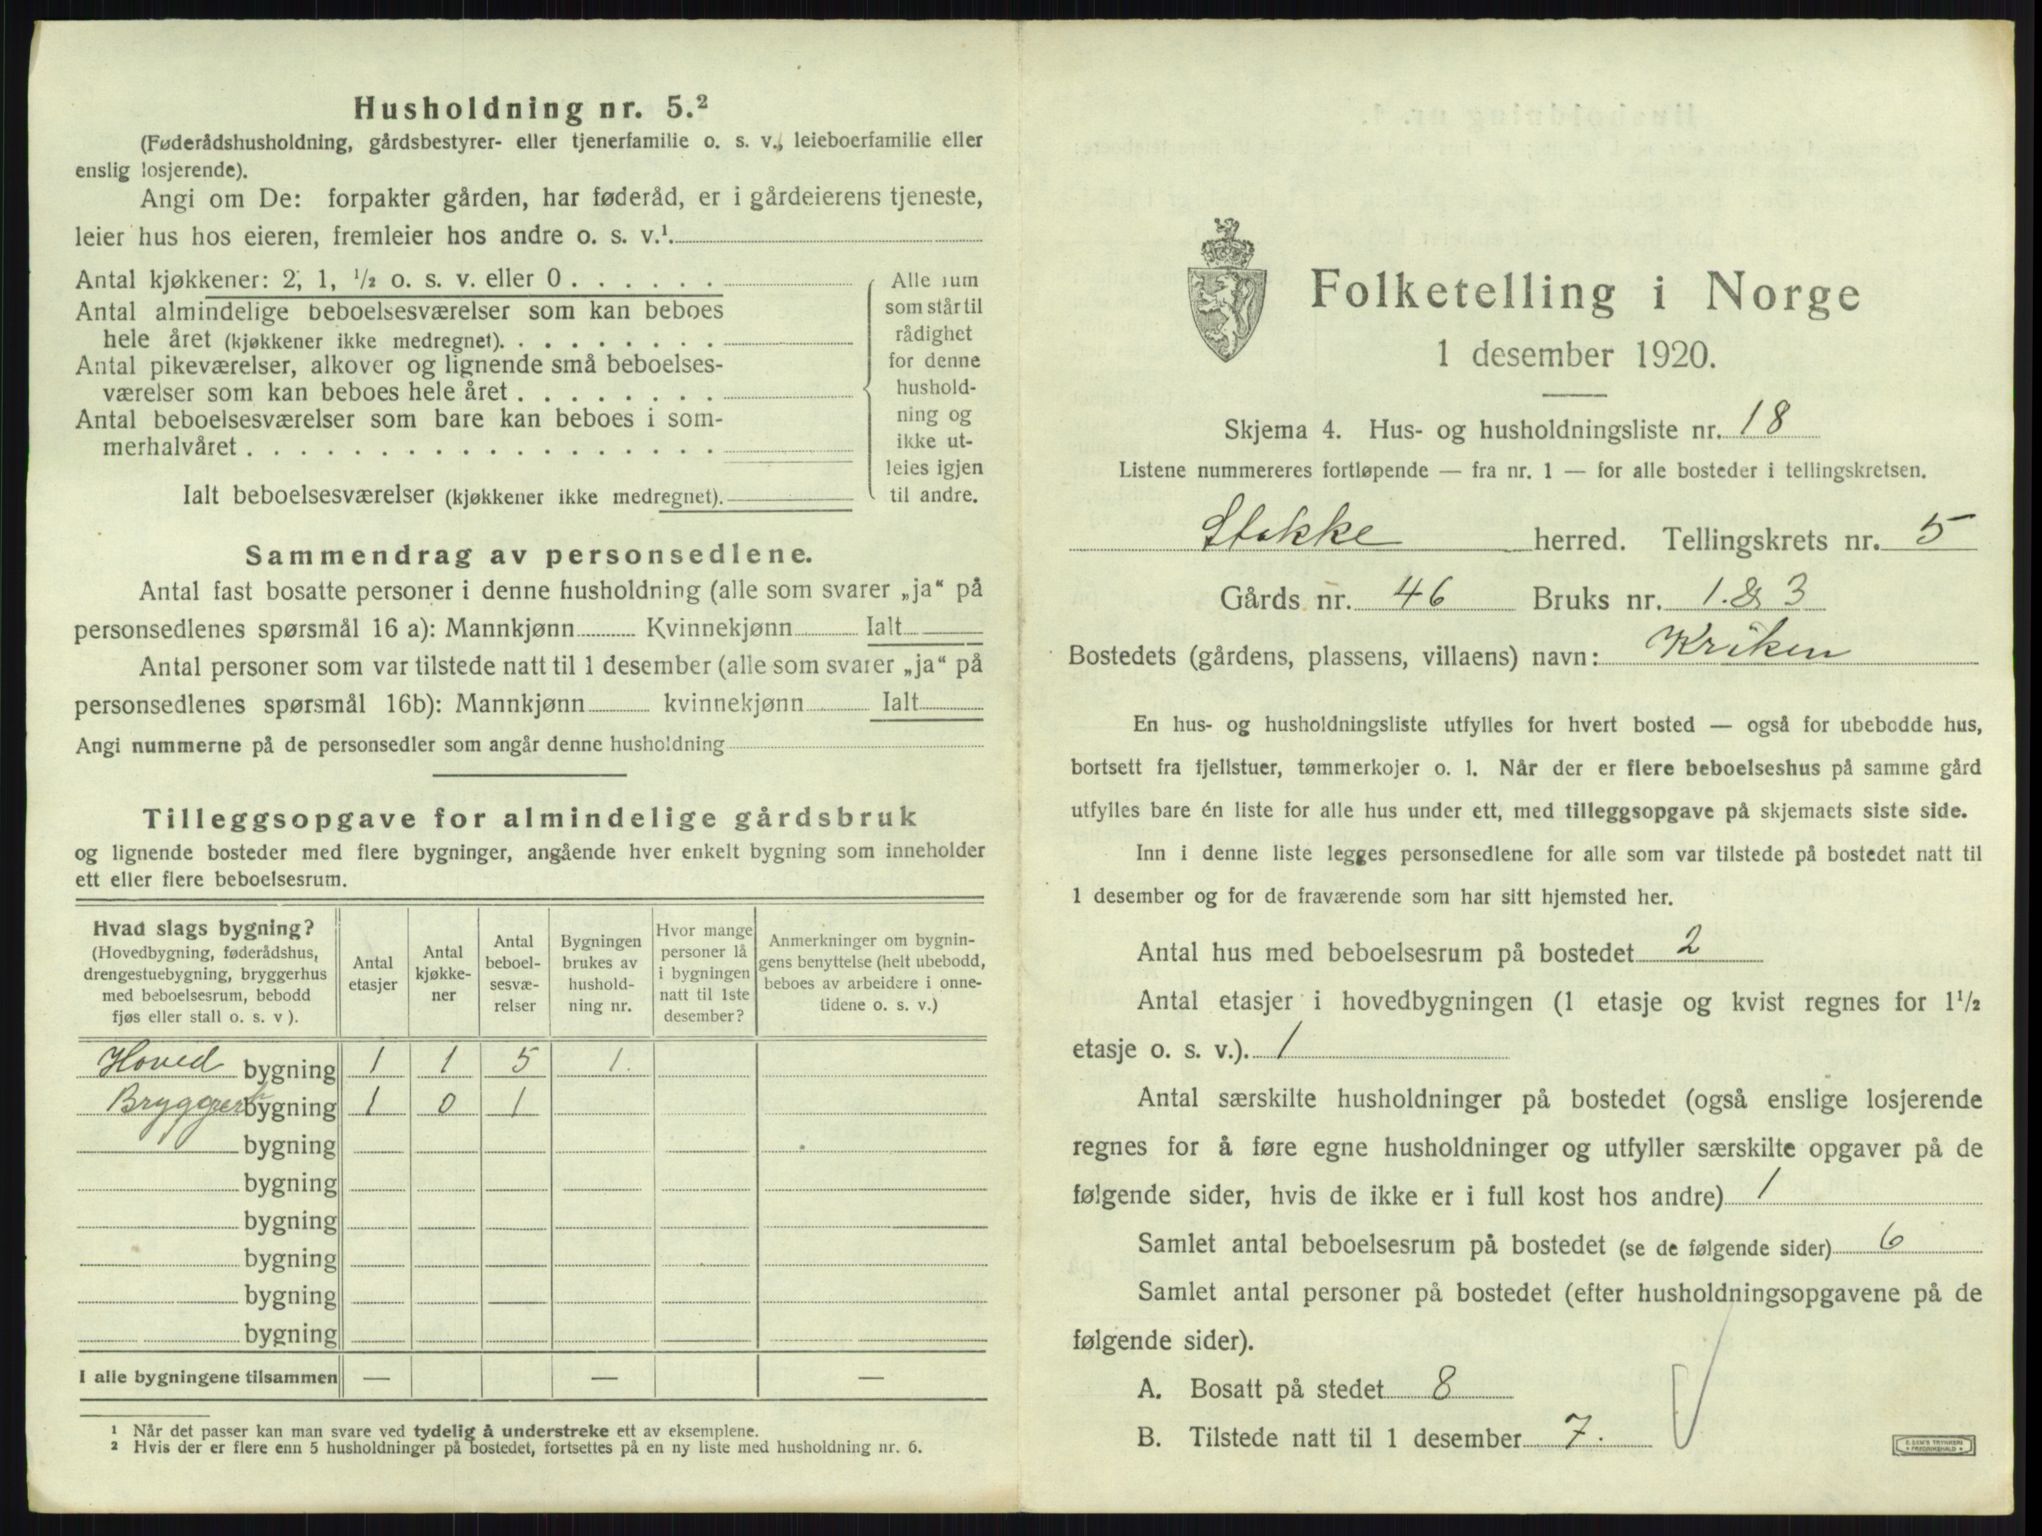 Husholdning nr. 5.²
(Føderådshusholdning, gårdsbestyrer- eller tjenerfamilie o. s. v., leieboerfamilie eller
enslig losjerende).
Angi om De: forpakter gården, har føderåd, er i gårdeierens tjeneste,
leier hus hos eieren, fremleier hos andre o. s. v.¹
Antal kjøkkener: 2, 1, ½ o. s. v. eller 0 . . . . . .
Antal almindelige beboelsesværelser som kan beboes
hele året (kjøkkener ikke medregnet). . . . . . . . .
Antal pikeværelser, alkover og lignende små beboelses-
værelser som kan beboes hele året . . . . . . . .
Antal beboelsesværelser som bare kan beboes i som-
merhalvåret . . . . . . . . . . . . . . . . . .
Ialt beboelsesværelser (kjøkkener ikke medregnet).
Alle rum
som står til
rådighet
for denne
hushold-
ning og
ikke ut-
leies igjen
til andre.
Sammendrag av personsedlene.
Antal fast bosatte personer i denne husholdning (alle som svarer „ja“ på
personsedlenes spørsmål 16 a): Mannkjønn Kvinnekjønn Ialt
Antal personer som var tilstede natt til 1 desember (alle som svarer „ja“ på
personsedlenes spørsmål 16b): Mannkjønn kvinnekjønn Ialt
Angi nummerne på de personsedler som angår denne husholdning
Tilleggsopgave for almindelige gårdsbruk
og lignende bosteder med flere bygninger, angående hver enkelt bygning som inneholder
ett eller flere beboelsesrum.
Hvad slags bygning?
(Hovedbygning, føderådshus,
drengestuebygning, bryggerhus
med beboelsesrum, bebodd
fjøs eller stall o. s. v ).
Antal
etasjer
Antal
kjøkke-
ner
Antal
beboel-
sesvæ-
relser
Bygningen
brukes av
hushold-
ning nr.
Hvor mange
personer lå
i bygningen
natt til 1ste
desember?
Anmerkninger om bygnin-
gens benyttelse (helt ubebodd,
beboes av arbeidere i onne-
tidene o. s. v.)
Hoved bygning 1 1 5 1.
Brygger bygning 1 0 1
bygning
bygning
bygning
bygning
bygning
bygning
I alle bygningene tilsammen — — —
¹ Når det passer kan man svare ved tydelig å understreke ett av eksemplene.
² Hvis der er flere enn 5 husholdninger på bostedet, fortsettes på en ny liste med husholdning nr. 6.
Folketelling i Norge
1 desember 1920.
Skjema 4. Hus- og husholdningsliste nr. 18
Listene nummereres fortløpende — fra nr. 1 — for alle bosteder i tellingskretsen.
Stokke herred. Tellingskrets nr. 5
Gårds nr. 46 Bruks nr. 1. & 3
Bostedets (gårdens, plassens, villaens) navn: Kriken
En hus- og husholdningsliste utfylles for hvert bosted — også for ubebodde hus,
bortsett fra fjellstuer, tømmerkojer o. l. Når der er flere beboelseshus på samme gård
utfylles bare én liste for alle hus under ett, med tilleggsopgave på skjemaets siste side.
Inn i denne liste legges personsedlene for alle som var tilstede på bostedet natt til
1 desember og for de fraværende som har sitt hjemsted her.
Antal hus med beboelsesrum på bostedet 2
Antal etasjer i hovedbygningen (1 etasje og kvist regnes for 1½
etasje o. s. v.). 1
Antal særskilte husholdninger på bostedet (også enslige losjerende
regnes for å føre egne husholdninger og utfyller særskilte opgaver på de
følgende sider, hvis de ikke er i full kost hos andre) 1
Samlet antal beboelsesrum på bostedet (se de følgende sider) 6
Samlet antal personer på bostedet (efter husholdningsopgavene på de
følgende sider).
A. Bosatt på stedet 8
B. Tilstede natt til 1 desember 7.